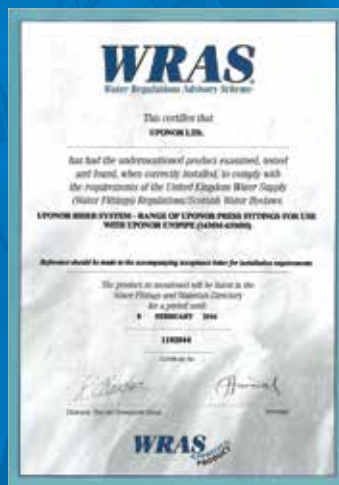 WRAS
Water Regulations Advisory Scheme
This certifies that
UPONOR LTD.
has had the undermentioned product examined, tested
and found, when correctly installed, to comply with
the requirements of the United Kingdom Water Supply
(Water Fittings) Regulations/Scottish Water Byelaws.
UPONOR RISER SYSTEM - RANGE OF UPONOR PRESS FITTINGS FOR USE
WITH UPONOR UNIPIPE
Reference should be made to the accompanying acceptance letter for installation requirements
The product so mentioned will be listed in the
Water Fittings and Materials Directory
for a period until:
FEBRUARY
Certificate No
WRAS
PRODUCT